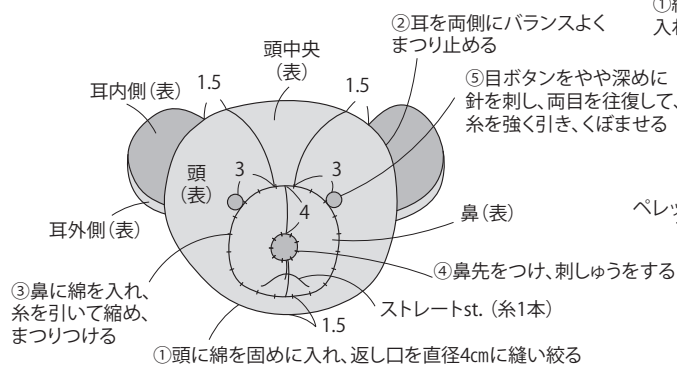 ②耳を両側にバランスよく
まつり止める
頭中央
(表)
1.5
1.5
耳内側(表)
⑤目ボタンをやや深めに
針を刺し、両目を往復して、
糸を強く引き、くぼませる
頭
(表)
3
3
4
鼻(表)
耳外側(表)
④鼻先をつけ、刺しゅうをする
③鼻に綿を入れ、
糸を引いて縮め、
まつりつける
ストレートst.(糸1本)
1.5
①頭に綿を固めに入れ、返し口を直径4cmに縫い絞る
入れ
ペレッ